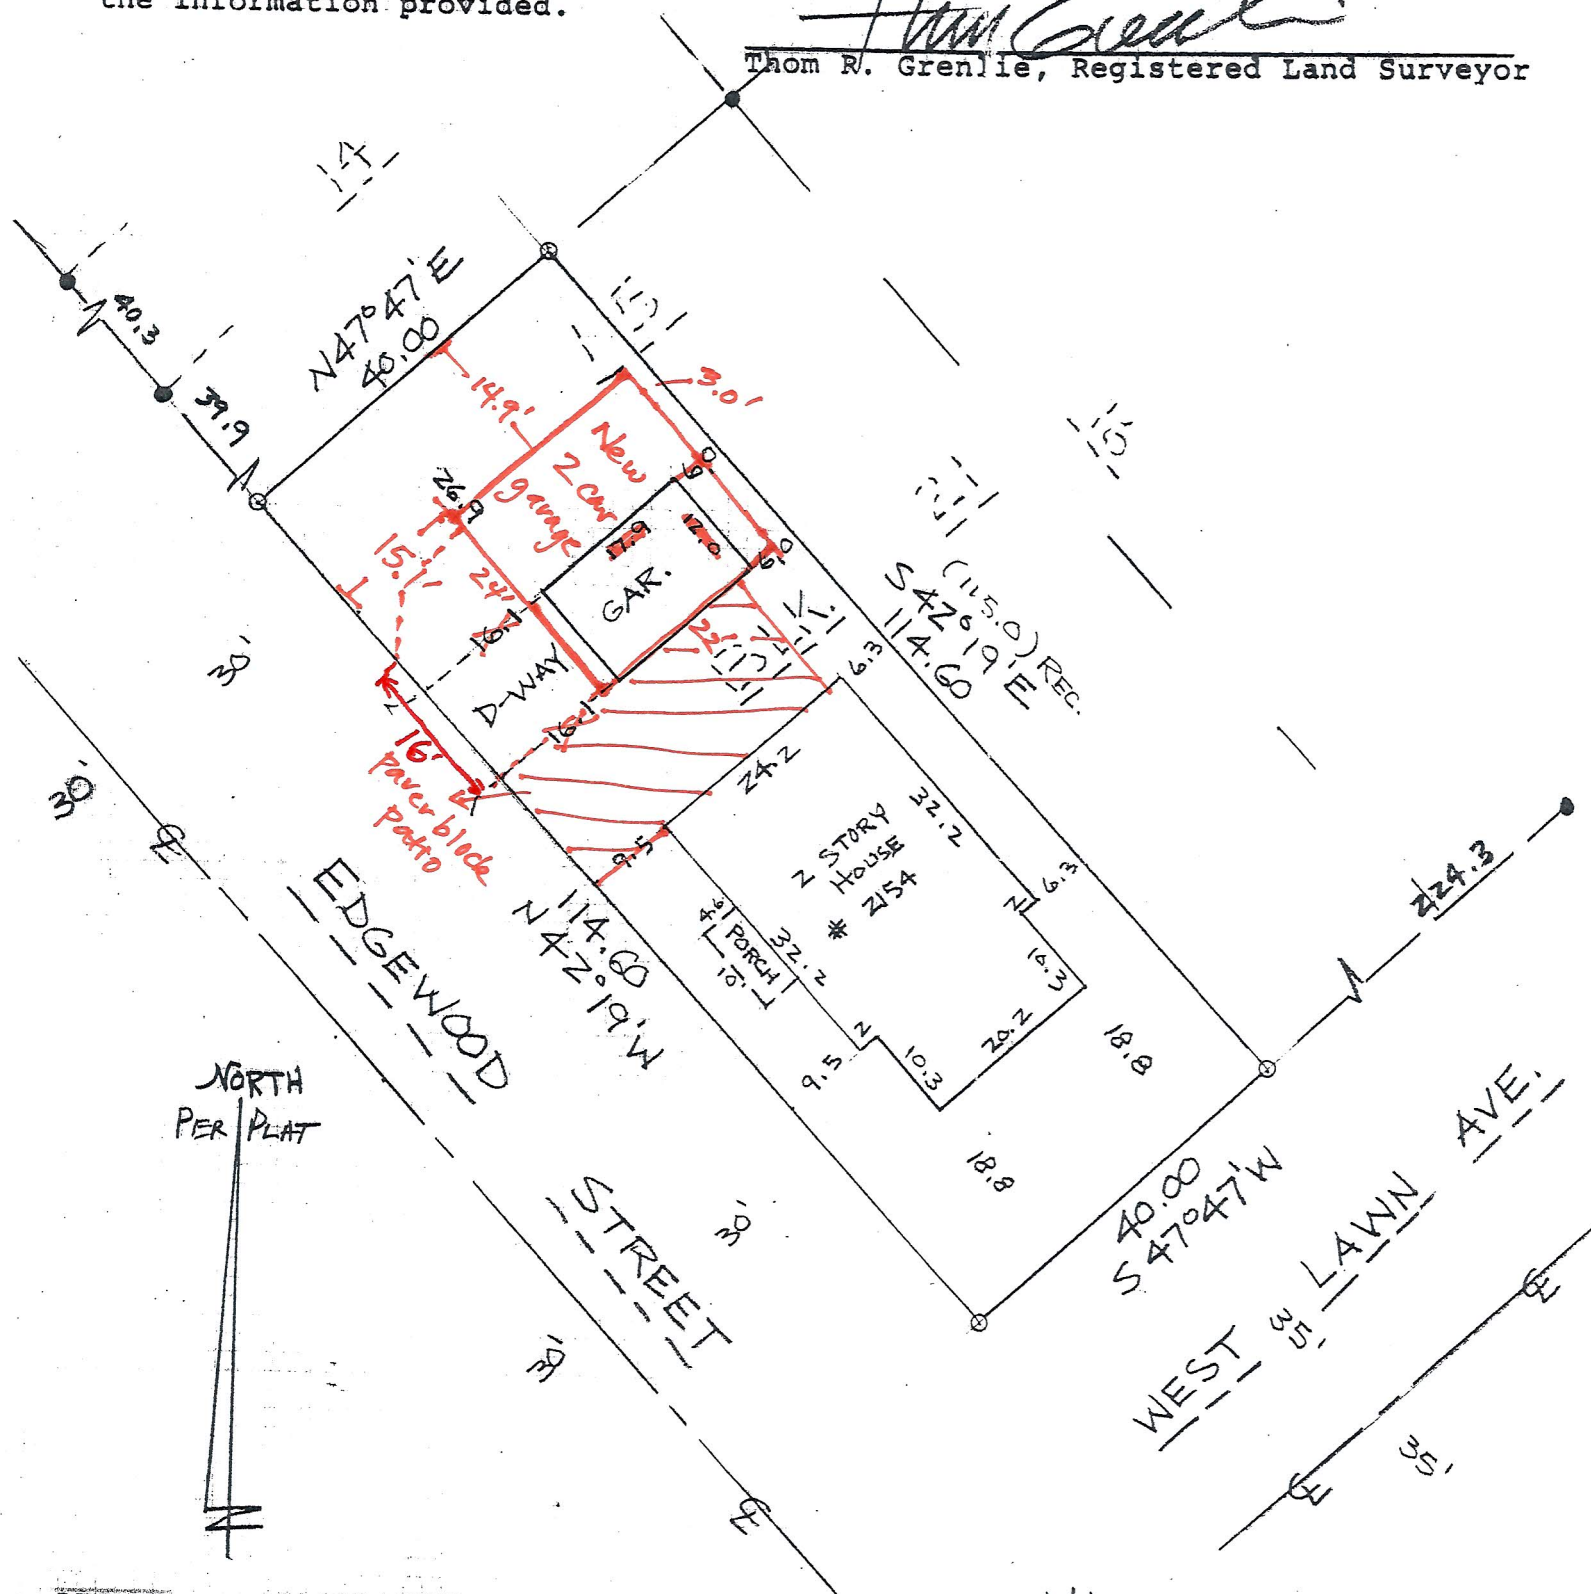 the information provided.
Thom R. Grenlie, Registered Land Surveyor
14
N47°47'E
40.00
40.3
39.9
15
14.9'
3.0'
New
2 car
garage
26.9
6.0
17.9
12.0
6.0
GAR.
15.1'
24'
16.1
D-WAY
22'
16.1
16'
paver block
patio
15
(115.0) REC.
S42°19'E
114.60
6.3
30'
30'
℄
24.2
9.5
2 STORY
HOUSE
# 2154
32.2
6.3
2
4.6
PORCH
10.1
32.2
10.3
2
10.3
20.2
9.5
18.8
18.8
114.60
N42°19'W
EDGEWOOD
STREET
30'
30'
℄
224.3
40.00
S47°47'W
WEST LAWN AVE.
35'
35'
℄
℄
NORTH
PER PLAT
N